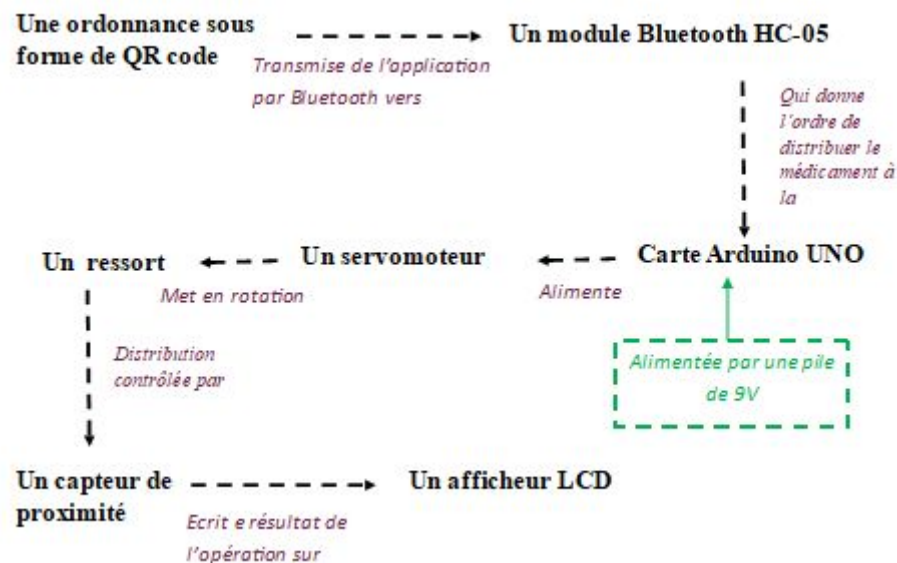 Une ordonnance sous
forme de QR code
Transmise de l'application
par Bluetooth vers
Un module Bluetooth HC-05
Qui donne
l'ordre de
distribuer le
médicament à
la
Carte Arduino UNO
Alimentée par une pile
de 9V
Alimente
Un servomoteur
Met en rotation
Un ressort
Distribution
contrôlée par
Un capteur de
proximité
Ecrit e résultat de
l'opération sur
Un afficheur LCD